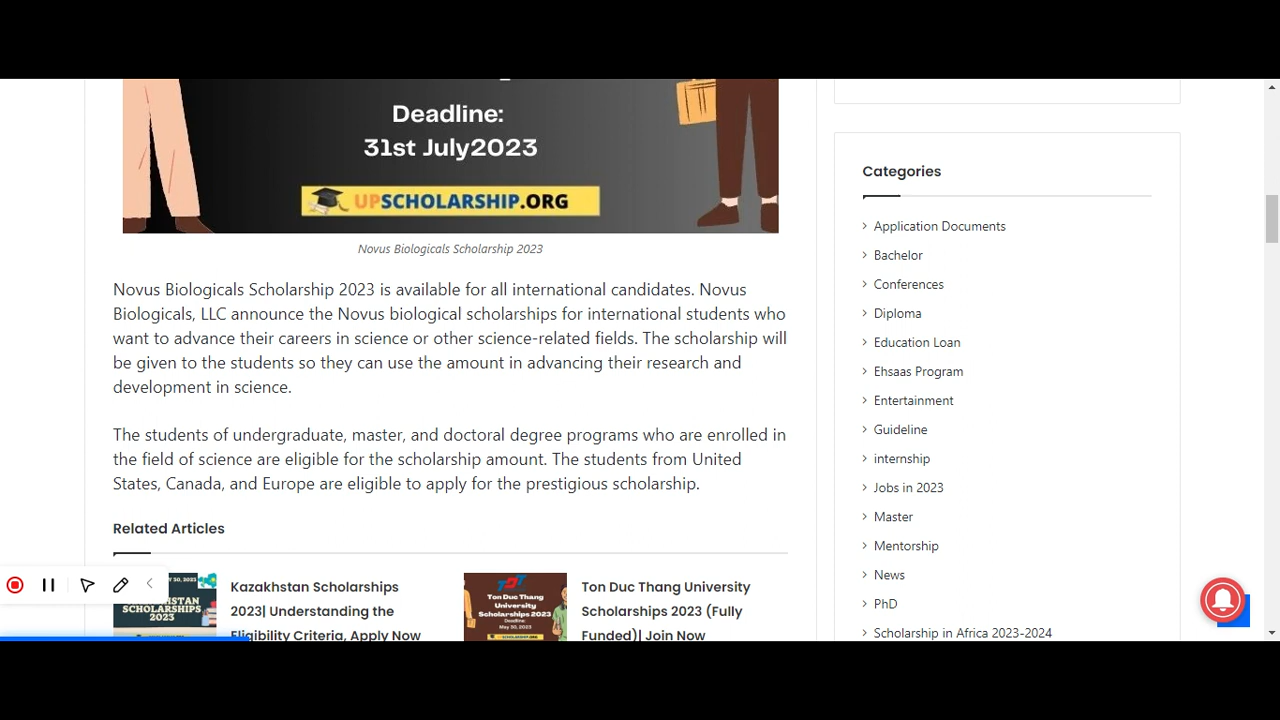 Deadline:
31st July2023
UPSCHOLARSHIP.ORG
Novus Biologicals Scholarship 2023
Novus Biologicals Scholarship 2023 is available for all international candidates. Novus
Biologicals, LLC announce the Novus biological scholarships for international students who
want to advance their careers in science or other science-related fields. The scholarship will
be given to the students so they can use the amount in advancing their research and
development in science.
The students of undergraduate, master, and doctoral degree programs who are enrolled in
the field of science are eligible for the scholarship amount. The students from United
States, Canada, and Europe are eligible to apply for the prestigious scholarship.
Related Articles
SCHOLARSHIPS
2023
Kazakhstan Scholarships
2023| Understanding the
Eligibility Criteria, Apply Now
TDT
Ton Duc Thang
University
Scholarships 2023
Deadline:
May 30, 2023
Ton Duc Thang University
Scholarships 2023 (Fully
Funded)| Join Now
Categories
Application Documents
Bachelor
Conferences
Diploma
Education Loan
Ehsaas Program
Entertainment
Guideline
internship
Jobs in 2023
Master
Mentorship
News
PhD
Scholarship in Africa 2023-2024